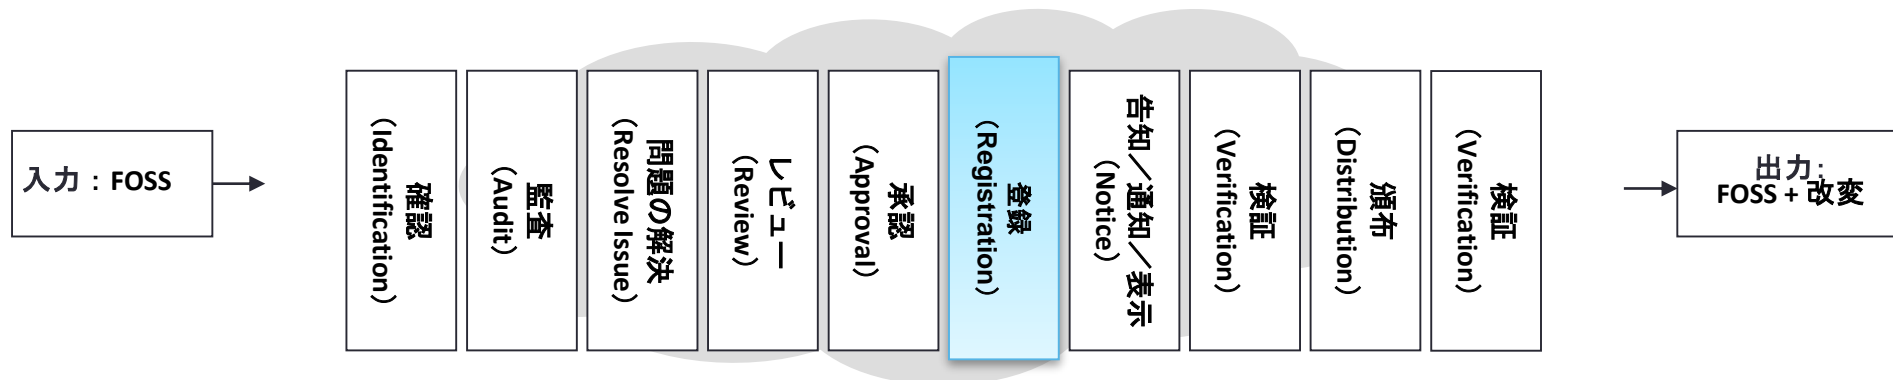 入力：FOSS
確認
（Identification）
監査
（Audit）
問題の解決
（Resolve Issue）
レビュー
（Review）
承認
（Approval）
登録
（Registration）
告知／通知／表示
（Notice）
検証
（Verification）
頒布
（Distribution）
検証
（Verification）
出力：
FOSS + 改変